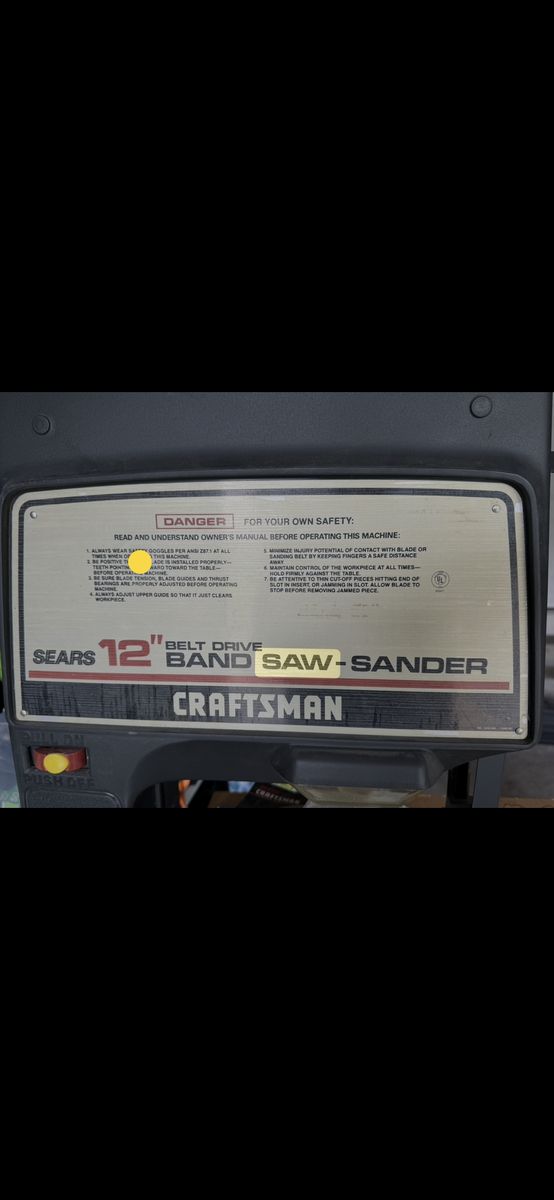 DANGER FOR YOUR OWN SAFETY:
READ AND UNDERSTAND OWNER'S MANUAL BEFORE OPERATING THIS MACHINE:
1. ALWAYS WEAR GOGGLES PER ANSI Z87.1 AT ALL
TIMES WHEN THIS MACHINE.
2. BE POSITIVE IS INSTALLED PROPERLY—
TEETH TOWARD THE TABLE—
BEFORE MACHINE.
3. BE SURE BLADE TENSION, BLADE GUIDES AND THRUST
BEARINGS ARE PROPERLY ADJUSTED BEFORE OPERATING
MACHINE.
4. ALWAYS ADJUST UPPER GUIDE SO THAT IT JUST CLEARS
WORKPIECE.
5. MINIMIZE INJURY POTENTIAL OF CONTACT WITH BLADE OR
SANDING BELT BY KEEPING FINGERS A SAFE DISTANCE
AWAY
6. MAINTAIN CONTROL OF THE WORKPIECE AT ALL TIMES—
HOLD FIRMLY AGAINST THE TABLE.
7. BE ATTENTIVE TO THIN CUT-OFF PIECES HITTING END OF
SLOT IN INSERT, OR JAMMING IN SLOT. ALLOW BLADE TO
STOP BEFORE REMOVING JAMMED PIECE.
UL
SEARS 12" BELT DRIVE
BAND SAW-SANDER
CRAFTSMAN
PULL ON
PUSH OFF
CRAFTSMAN